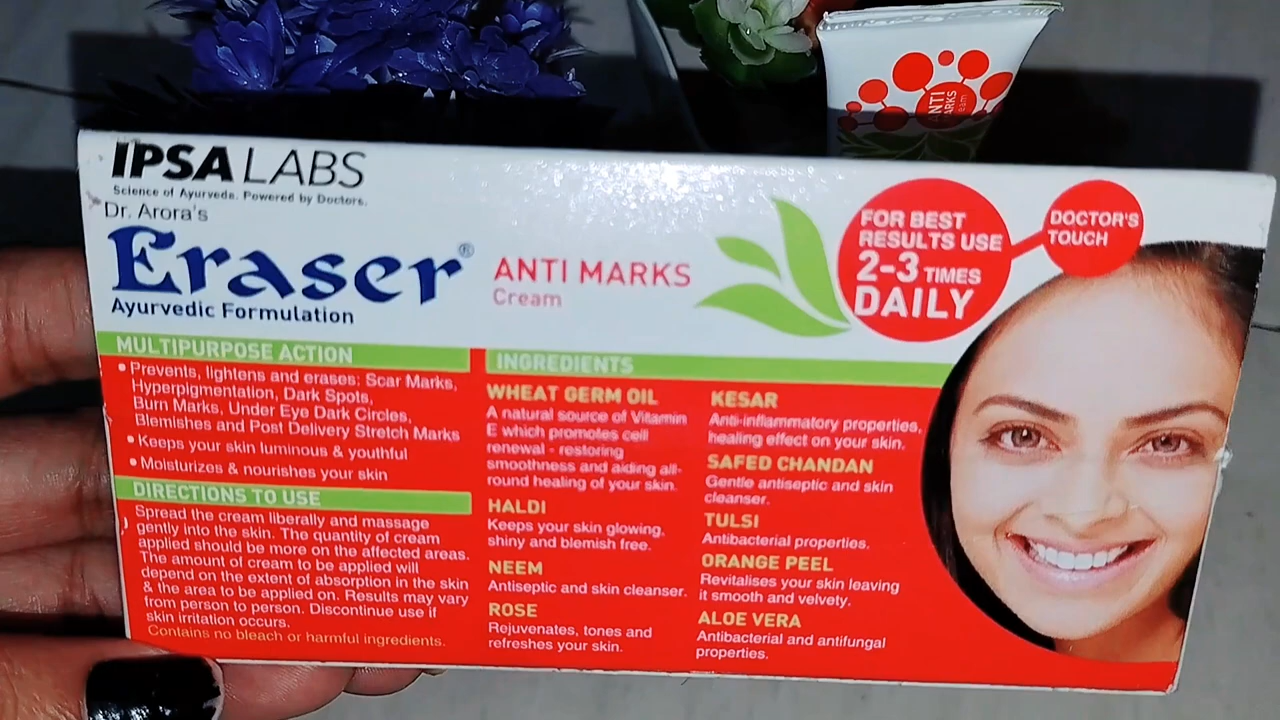 IPSA LABS
Science of Ayurveda. Powered by Doctors.
Dr. Arora's
Eraser®
Ayurvedic Formulation
ANTI MARKS
Cream
FOR BEST
RESULTS USE
2-3 TIMES
DAILY
DOCTOR'S
TOUCH
MULTIPURPOSE ACTION
• Prevents, lightens and erases: Scar Marks,
Hyperpigmentation, Dark Spots,
Burn Marks, Under Eye Dark Circles,
Blemishes and Post Delivery Stretch Marks
• Keeps your skin luminous & youthful
• Moisturizes & nourishes your skin
DIRECTIONS TO USE
Spread the cream liberally and massage
gently into the skin. The quantity of cream
applied should be more on the affected areas.
The amount of cream to be applied will
depend on the extent of absorption in the skin
& the area to be applied on. Results may vary
from person to person. Discontinue use if
skin irritation occurs.
Contains no bleach or harmful ingredients.
INGREDIENTS
WHEAT GERM OIL
A natural source of Vitamin
E which promotes cell
renewal - restoring
smoothness and aiding all-
round healing of your skin.
HALDI
Keeps your skin glowing,
shiny and blemish free.
NEEM
Antiseptic and skin cleanser.
ROSE
Rejuvenates, tones and
refreshes your skin.
KESAR
Anti-inflammatory properties,
healing effect on your skin.
SAFED CHANDAN
Gentle antiseptic and skin
cleanser.
TULSI
Antibacterial properties.
ORANGE PEEL
Revitalises your skin leaving
it smooth and velvety.
ALOE VERA
Antibacterial and antifungal
properties.
ANTI
MARKS
Cream